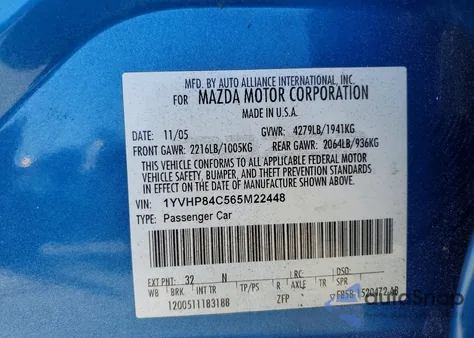 MFD. BY AUTO ALLIANCE INTERNATIONAL, INC.
FOR MAZDA MOTOR CORPORATION
MADE IN U.S.A.
DATE: 11/05 GVWR: 4279LB/1941KG
FRONT GAWR: 2216LB/1005KG REAR GAWR: 2064LB/936KG
THIS VEHICLE CONFORMS TO ALL APPLICABLE FEDERAL MOTOR
VEHICLE SAFETY, BUMPER, AND THEFT PREVENTION STANDARDS
IN EFFECT ON THE DATE OF MANUFACTURE SHOWN ABOVE.
VIN: 1YVHP84C565M22448
TYPE: Passenger Car
EXT PNT: 32 N RC: DSO:
WB BRK INT TR TP/PS R AXLE TR SPR
1200511183188 ZFP
autoSnap